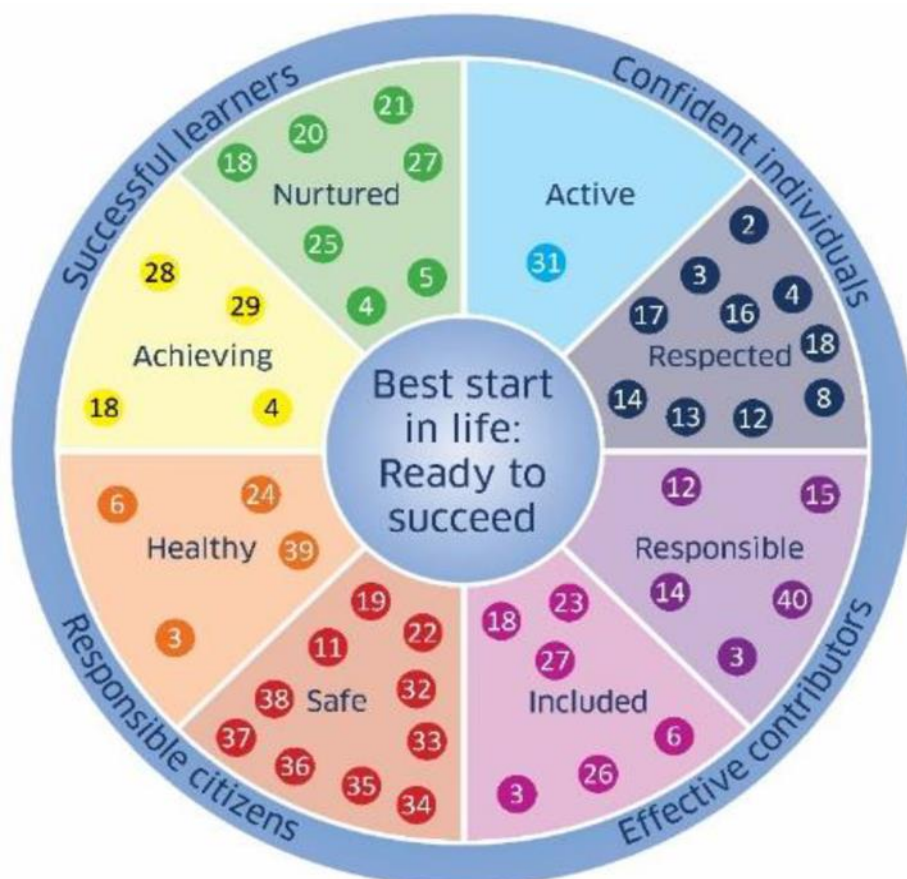 Successful learners
Confident individuals
21
20
18
27
Nurtured
25
5
4
Active
31
2
3
4
17
16
Respected
18
14
8
13
12
28
29
Achieving
18
4
Best start
in life:
Ready to
succeed
6
24
Healthy
39
3
12
15
Responsible
14
40
3
19
22
11
38
Safe
32
37
33
36
35
34
18
23
27
Included
6
26
3
Responsible citizens
Effective contributors